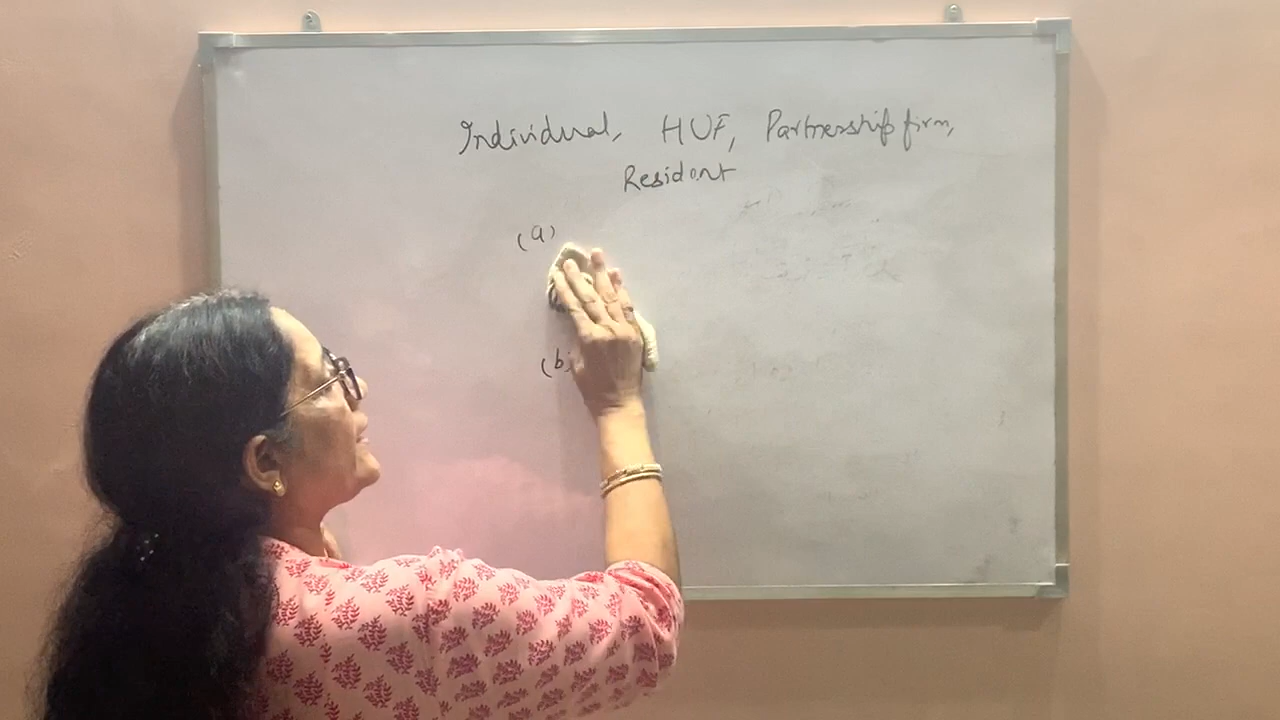 Individual, HUF, Partnership firm,
Resident
(a)
(b)